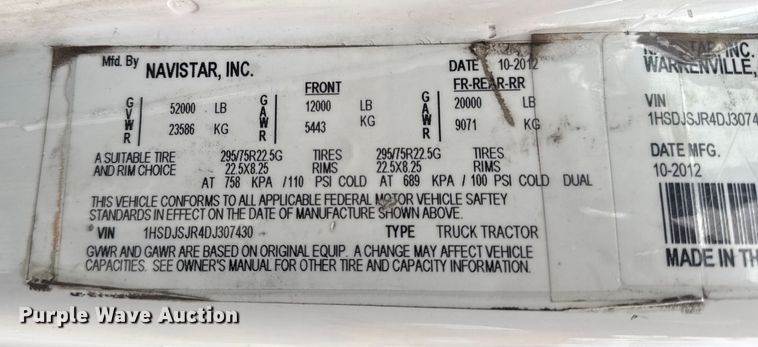 Mfd. By
NAVISTAR, INC.
DATE 10-2012
FRONT FR-REAR-RR
GVWR 52000 LB GAWR 12000 LB GAWR 20000 LB
23586 KG 5443 KG 9071 KG
A SUITABLE TIRE 295/75R22.5G TIRES 295/75R22.5G TIRES
AND RIM CHOICE 22.5X8.25 RIMS 22.5X8.25 RIMS
AT 758 KPA /110 PSI COLD AT 689 KPA / 100 PSI COLD DUAL
THIS VEHICLE CONFORMS TO ALL APPLICABLE FEDERAL MOTOR VEHICLE SAFTEY
STANDARDS IN EFFECT ON THE DATE OF MANUFACTURE SHOWN ABOVE.
VIN 1HSDJSJR4DJ307430 TYPE TRUCK TRACTOR
GVWR AND GAWR ARE BASED ON ORIGINAL EQUIP. A CHANGE MAY AFFECT VEHICLE
CAPACITIES. SEE OWNER'S MANUAL FOR OTHER TIRE AND CAPACITY INFORMATION.
INC.
WARRENVILLE,
VIN
1HSDJSJR4DJ3074
DATE MFG.
10-2012
MADE IN TH
Purple Wave Auction